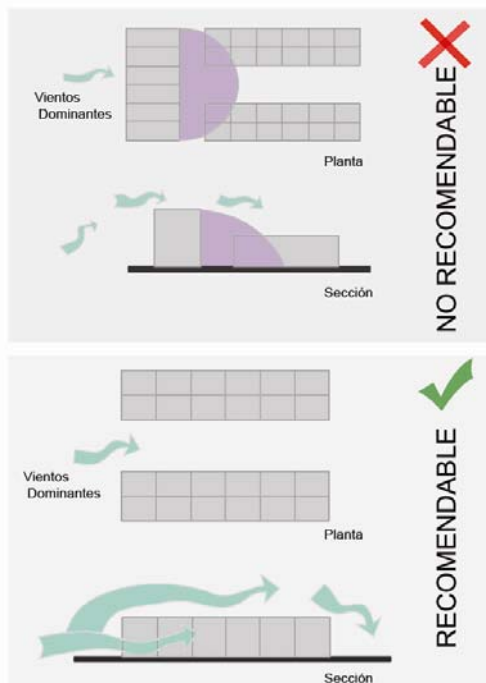 Vientos
Dominantes
Planta
Sección
NO RECOMENDABLE
Vientos
Dominantes
Planta
Sección
RECOMENDABLE